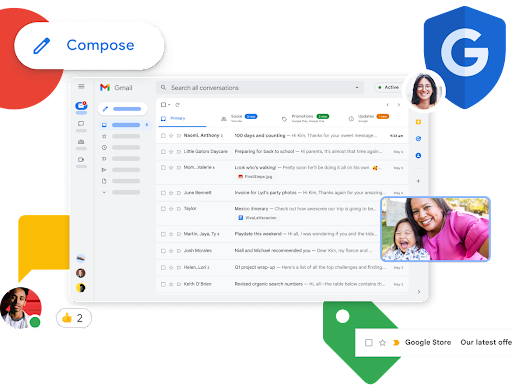 Compose
Gmail
Search all conversations
Active
Primary
Social
Promotions
Updates
Naomi, Anthony 2 100 days and counting – Hi Kim, Thanks for your sweet message...
Little Gators Daycare Preparing for back to school – Hi parents, It's almost that time again...
Mom...Valerie 6 Look who's walking! – Pretty soon he'll be doing it all on his own
FirstSteps.jpg
June Bennett Invoice for Lyd's party photos – Hi Kim, Thanks again for your amazing
Taylor Mexico itinerary – Check out how awesome our trip is going to be
Martin, Jaya, Ty 4 Playdate this weekend – Hi all, I was wondering if you and the kids
Josh Morales Niall and Michael recommended you – Dear Kim, my fiance and
Helen, Lori 2 Q1 project wrap-up – Here's a list of all the top challenges and finding
Keith O'Brien Revised organic search numbers – Hi, all–the table below contains th
2
Google Store Our latest offe
G